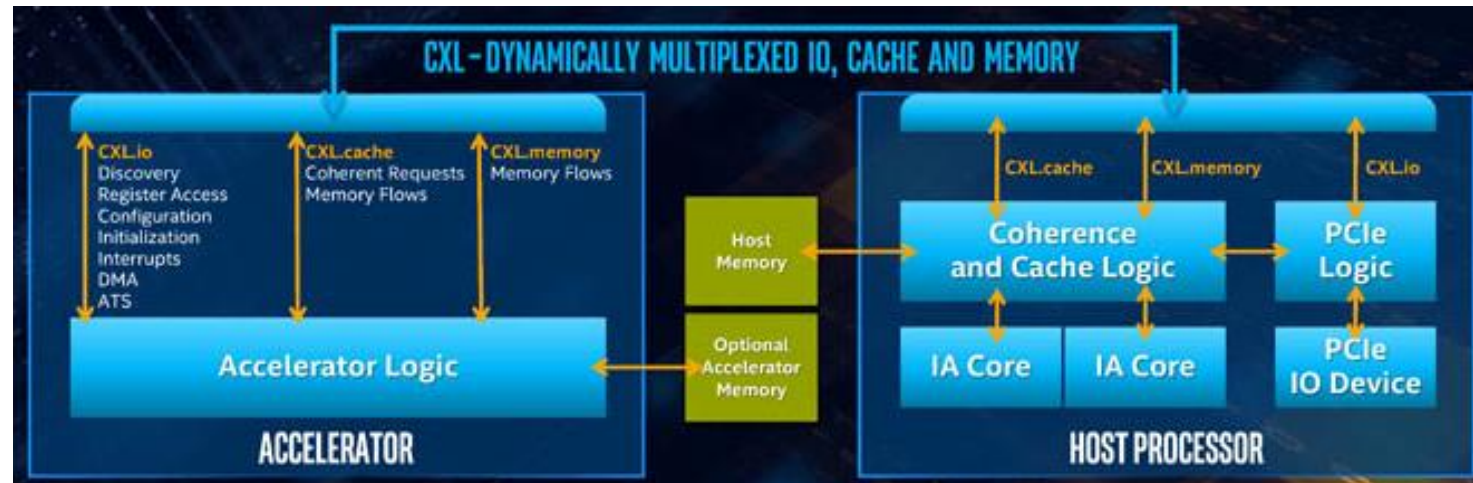 CXL – DYNAMICALLY MULTIPLEXED IO, CACHE AND MEMORY
CXL.io
Discovery
Register Access
Configuration
Initialization
Interrupts
DMA
ATS
CXL.cache
Coherent Requests
Memory Flows
CXL.memory
Memory Flows
Accelerator Logic
ACCELERATOR
Host
Memory
Optional
Accelerator
Memory
CXL.cache
CXL.memory
CXL.io
Coherence
and Cache Logic
PCIe
Logic
IA Core
IA Core
PCIe
IO Device
HOST PROCESSOR